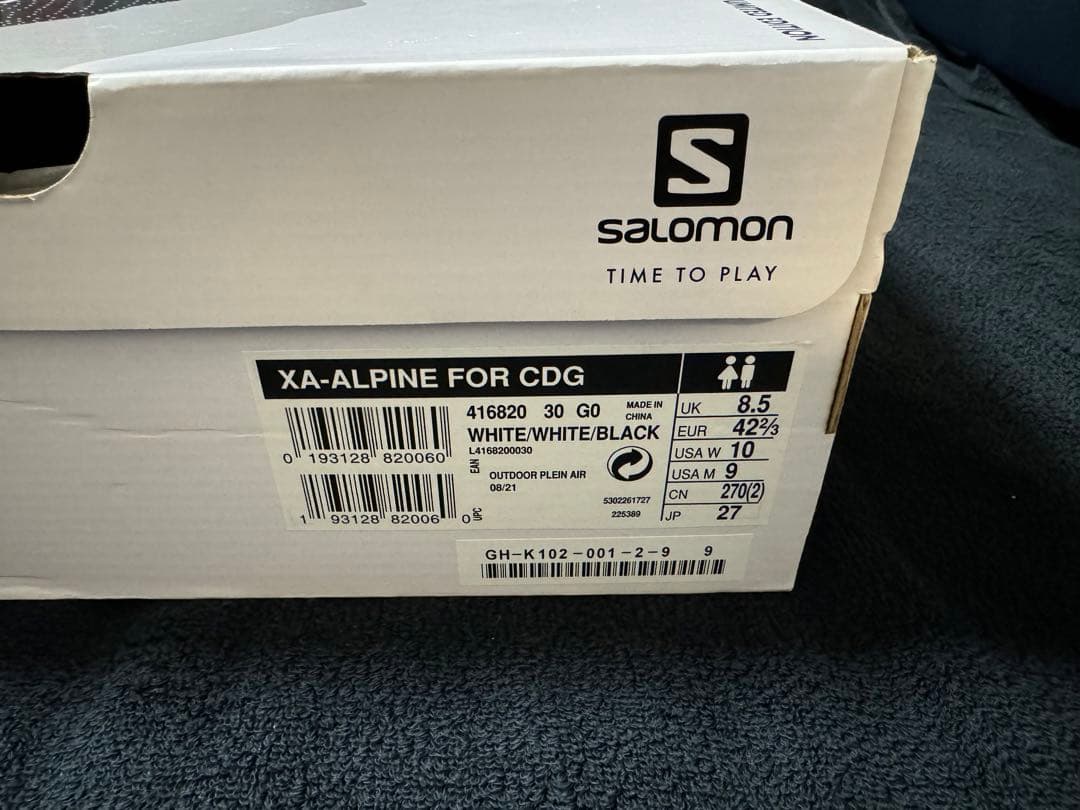 LIMITED EDITION
S
SALOMON
TIME TO PLAY
XA-ALPINE FOR CDG
416820 30 G0 MADE IN CHINA
WHITE/WHITE/BLACK
L4168200030
0 193128 820060
EAN
OUTDOOR PLEIN AIR
08/21
5302261727
225389
1 93128 82006 0
UPC
UK 8.5
EUR 42⅔
USA W 10
USA M 9
CN 270(2)
JP 27
GH-K102-001-2-9 9